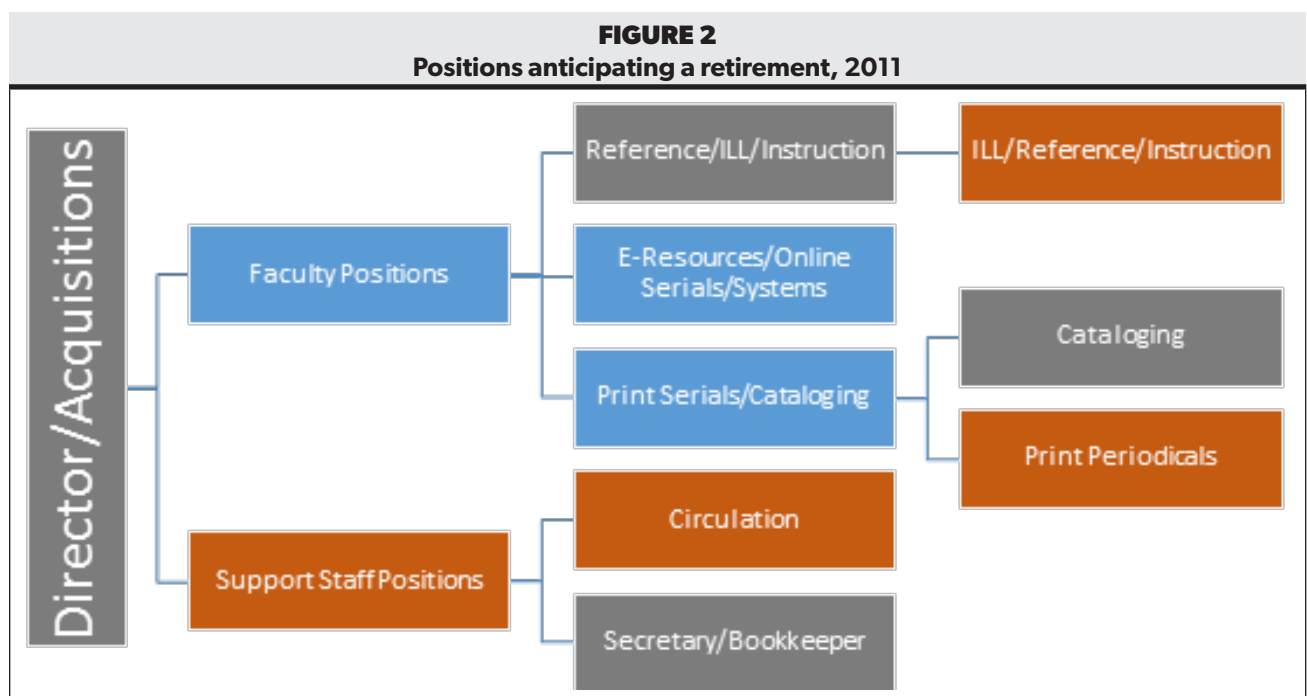 FIGURE 2
Positions anticipating a retirement, 2011
Director/Acquisitions
Faculty Positions
Support Staff Positions
Reference/ILL/Instruction
E-Resources/Online
Serials/Systems
Print Serials/Cataloging
Circulation
Secretary/Bookkeeper
ILL/Reference/Instruction
Cataloging
Print Periodicals